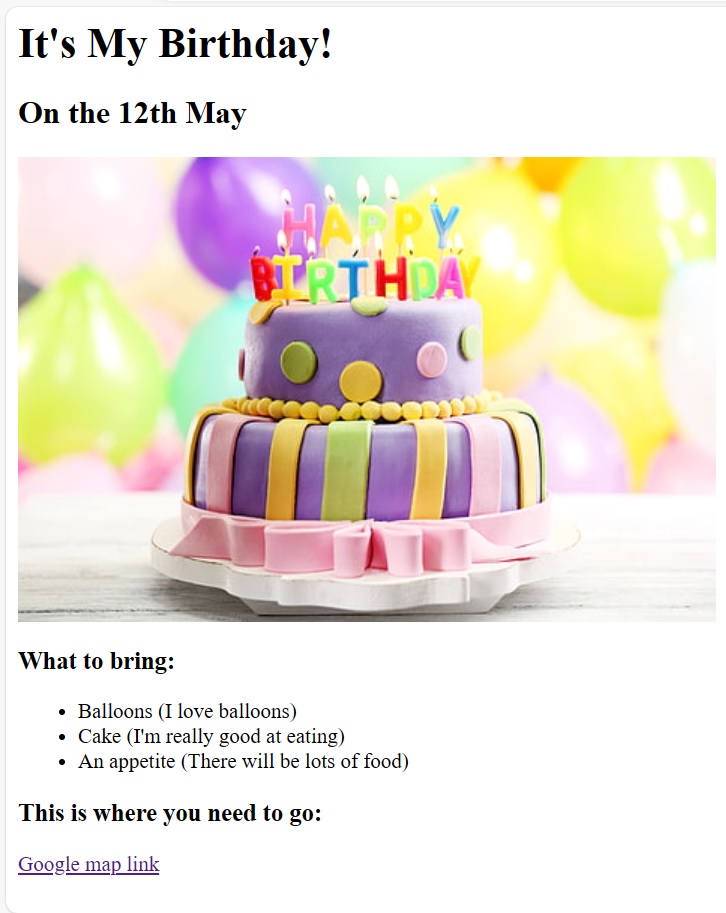 It's My Birthday!
On the 12th May
HAPPY
BIRTHDAY
What to bring:
Balloons (I love balloons)
Cake (I'm really good at eating)
An appetite (There will be lots of food)
This is where you need to go:
Google map link